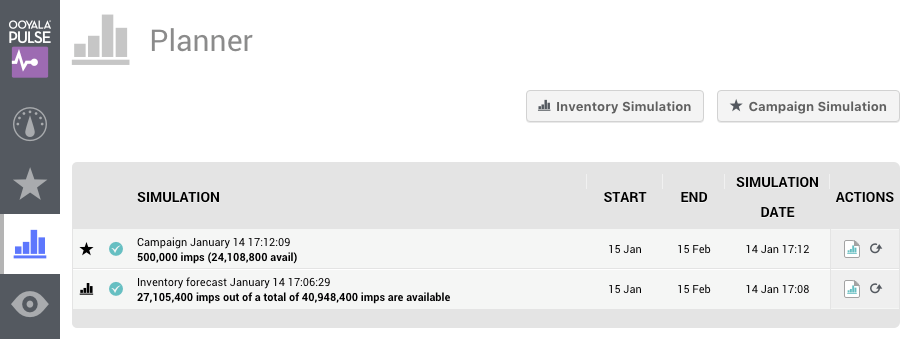 OOYALA
PULSE
Planner
Inventory Simulation
Campaign Simulation
SIMULATION
START
END
SIMULATION
DATE
ACTIONS
Campaign January 14 17:12:09
500,000 imps (24,108,800 avail)
15 Jan
15 Feb
14 Jan 17:12
Inventory forecast January 14 17:06:29
27,105,400 imps out of a total of 40,948,400 imps are available
15 Jan
15 Feb
14 Jan 17:08